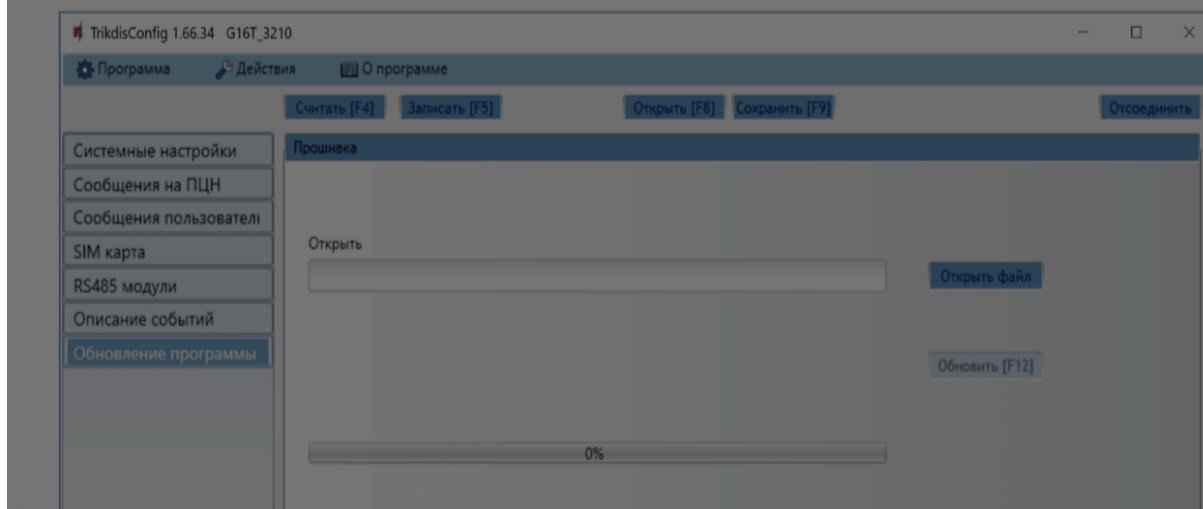 TrikdisConfig 1.66.34 G16T_3210
Программа Действия О программе
Считать [F4] Записать [F5] Открыть [F8] Сохранить [F9] Отсоединить
Системные настройки
Сообщения на ПЦН
Сообщения пользовател
SIM карта
RS485 модули
Описание событий
Обновление программы
Прошивка
Открыть
Открыть файл
Обновить [F12]
0%